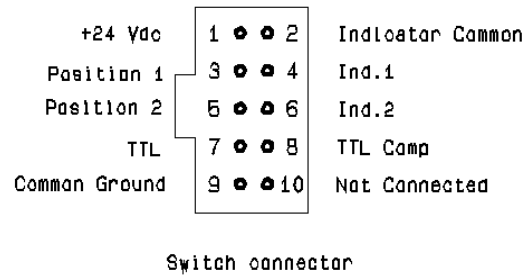 +24 Vdc 1 2 Indicator Common
Position 1 3 4 Ind.1
Position 2 5 6 Ind.2
TTL 7 8 TTL Comp
Common Ground 9 10 Not Connected
Switch connector